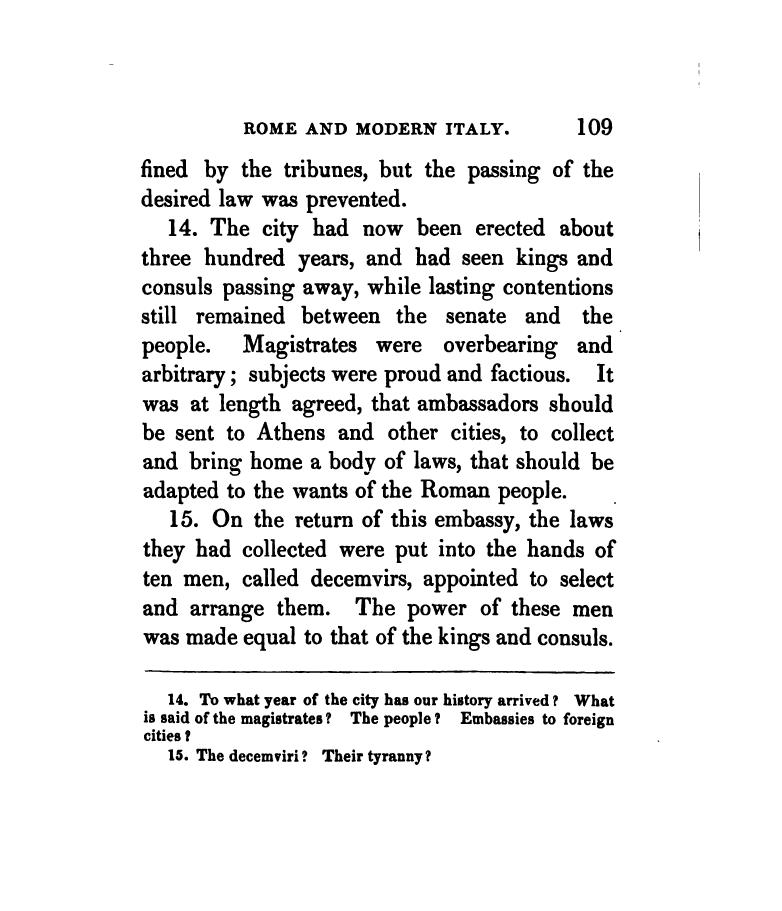 ROME AND MODERN ITALY. 109
fined by the tribunes, but the passing of the
desired law was prevented.
14. The city had now been erected about
three hundred years, and had seen kings and
consuls passing away, while lasting contentions
still remained between the senate and the
people. Magistrates were overbearing and
arbitrary; subjects were proud and factious. It
was at length agreed, that ambassadors should
be sent to Athens and other cities, to collect
and bring home a body of laws, that should be
adapted to the wants of the Roman people.
15. On the return of this embassy, the laws
they had collected were put into the hands of
ten men, called decemvirs, appointed to select
and arrange them. The power of these men
was made equal to that of the kings and consuls.
14. To what year of the city has our history arrived? What
is said of the magistrates? The people? Embassies to foreign
cities?
15. The decemviri? Their tyranny?